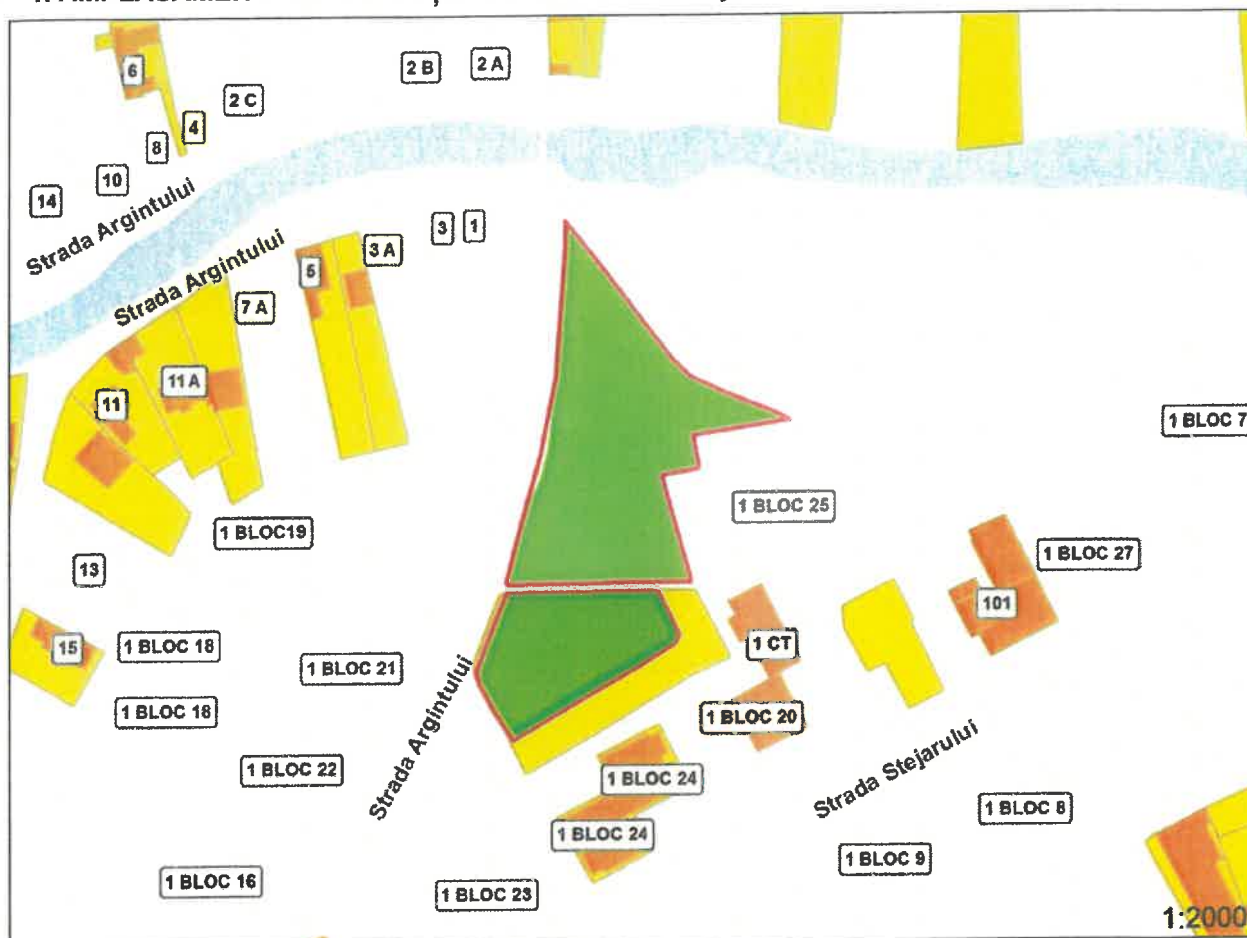 6
2 B
2 A
2 C
4
8
10
14
Strada Argintului
3
1
Strada Argintului
3 A
5
7 A
11 A
11
1 BLOC 7
1 BLOC 25
1 BLOC19
1 BLOC 27
13
101
15
1 BLOC 18
1 CT
1 BLOC 21
1 BLOC 18
1 BLOC 20
Strada Argintului
1 BLOC 22
1 BLOC 24
Strada Stejarului
1 BLOC 8
1 BLOC 24
1 BLOC 9
1 BLOC 16
1 BLOC 23
1:2000